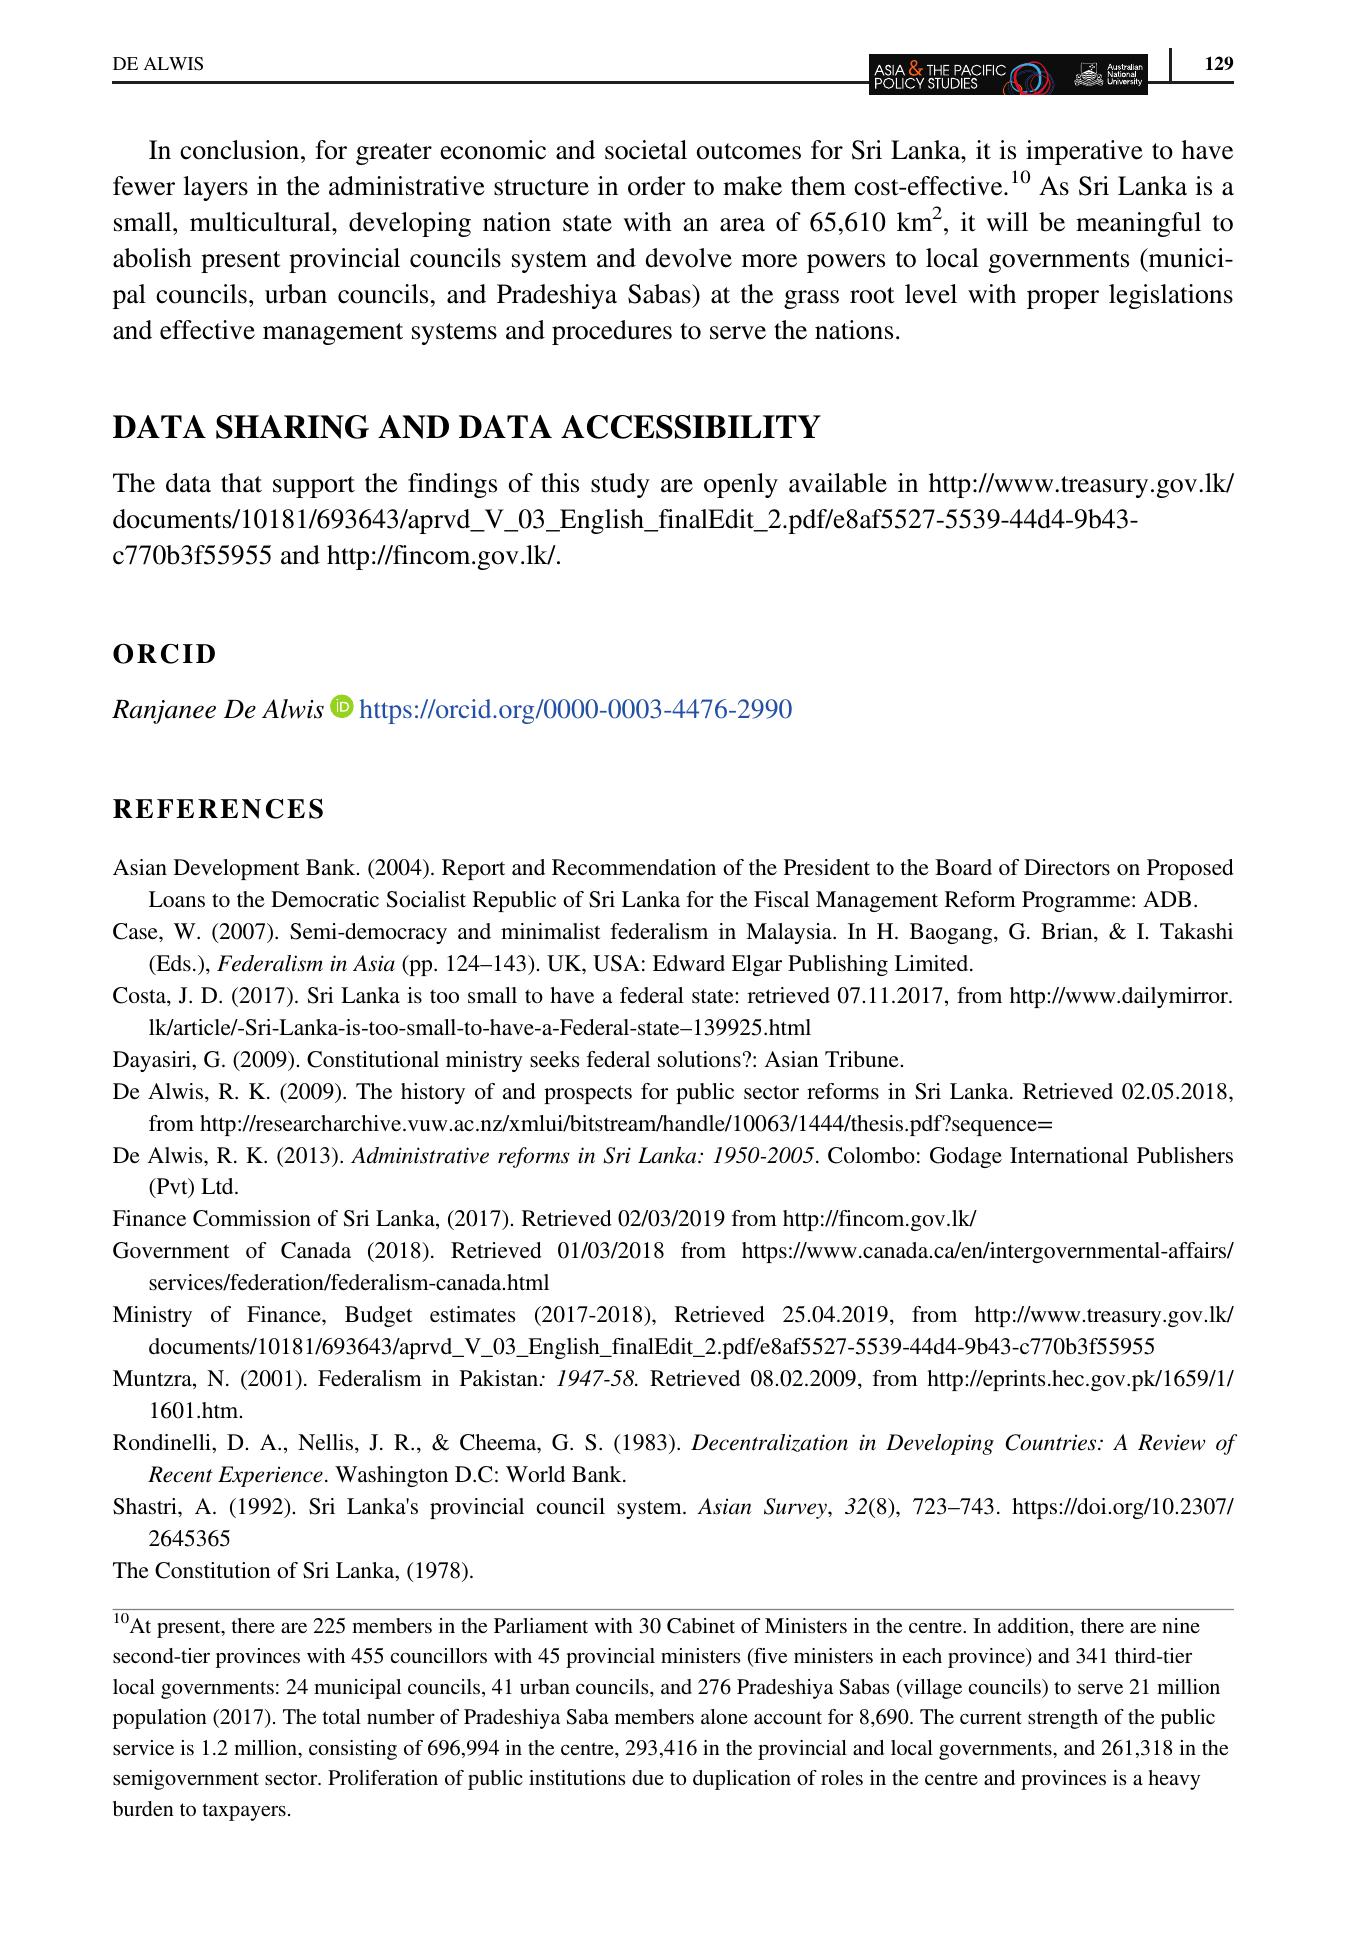 DE ALWIS
ASIA & THE PACIFIC
POLICY STUDIES
Australian
National
University
129
In conclusion, for greater economic and societal outcomes for Sri Lanka, it is imperative to have
fewer layers in the administrative structure in order to make them cost-effective.10 As Sri Lanka is a
small, multicultural, developing nation state with an area of 65,610 km2, it will be meaningful to
abolish present provincial councils system and devolve more powers to local governments (munici-
pal councils, urban councils, and Pradeshiya Sabas) at the grass root level with proper legislations
and effective management systems and procedures to serve the nations.
DATA SHARING AND DATA ACCESSIBILITY
The data that support the findings of this study are openly available in http://www.treasury.gov.lk/
documents/10181/693643/aprvd_V_03_English_finalEdit_2.pdf/e8af5527-5539-44d4-9b43-
c770b3f55955 and http://fincom.gov.lk/.
ORCID
Ranjanee De Alwis iD https://orcid.org/0000-0003-4476-2990
REFERENCES
Asian Development Bank. (2004). Report and Recommendation of the President to the Board of Directors on Proposed
Loans to the Democratic Socialist Republic of Sri Lanka for the Fiscal Management Reform Programme: ADB.
Case, W. (2007). Semi-democracy and minimalist federalism in Malaysia. In H. Baogang, G. Brian, & I. Takashi
(Eds.), Federalism in Asia (pp. 124–143). UK, USA: Edward Elgar Publishing Limited.
Costa, J. D. (2017). Sri Lanka is too small to have a federal state: retrieved 07.11.2017, from http://www.dailymirror.
lk/article/-Sri-Lanka-is-too-small-to-have-a-Federal-state–139925.html
Dayasiri, G. (2009). Constitutional ministry seeks federal solutions?: Asian Tribune.
De Alwis, R. K. (2009). The history of and prospects for public sector reforms in Sri Lanka. Retrieved 02.05.2018,
from http://researcharchive.vuw.ac.nz/xmlui/bitstream/handle/10063/1444/thesis.pdf?sequence=
De Alwis, R. K. (2013). Administrative reforms in Sri Lanka: 1950-2005. Colombo: Godage International Publishers
(Pvt) Ltd.
Finance Commission of Sri Lanka, (2017). Retrieved 02/03/2019 from http://fincom.gov.lk/
Government of Canada (2018). Retrieved 01/03/2018 from https://www.canada.ca/en/intergovernmental-affairs/
services/federation/federalism-canada.html
Ministry of Finance, Budget estimates (2017-2018), Retrieved 25.04.2019, from http://www.treasury.gov.lk/
documents/10181/693643/aprvd_V_03_English_finalEdit_2.pdf/e8af5527-5539-44d4-9b43-c770b3f55955
Muntzra, N. (2001). Federalism in Pakistan: 1947-58. Retrieved 08.02.2009, from http://eprints.hec.gov.pk/1659/1/
1601.htm.
Rondinelli, D. A., Nellis, J. R., & Cheema, G. S. (1983). Decentralization in Developing Countries: A Review of
Recent Experience. Washington D.C: World Bank.
Shastri, A. (1992). Sri Lanka's provincial council system. Asian Survey, 32(8), 723–743. https://doi.org/10.2307/
2645365
The Constitution of Sri Lanka, (1978).
10At present, there are 225 members in the Parliament with 30 Cabinet of Ministers in the centre. In addition, there are nine
second-tier provinces with 455 councillors with 45 provincial ministers (five ministers in each province) and 341 third-tier
local governments: 24 municipal councils, 41 urban councils, and 276 Pradeshiya Sabas (village councils) to serve 21 million
population (2017). The total number of Pradeshiya Saba members alone account for 8,690. The current strength of the public
service is 1.2 million, consisting of 696,994 in the centre, 293,416 in the provincial and local governments, and 261,318 in the
semigovernment sector. Proliferation of public institutions due to duplication of roles in the centre and provinces is a heavy
burden to taxpayers.